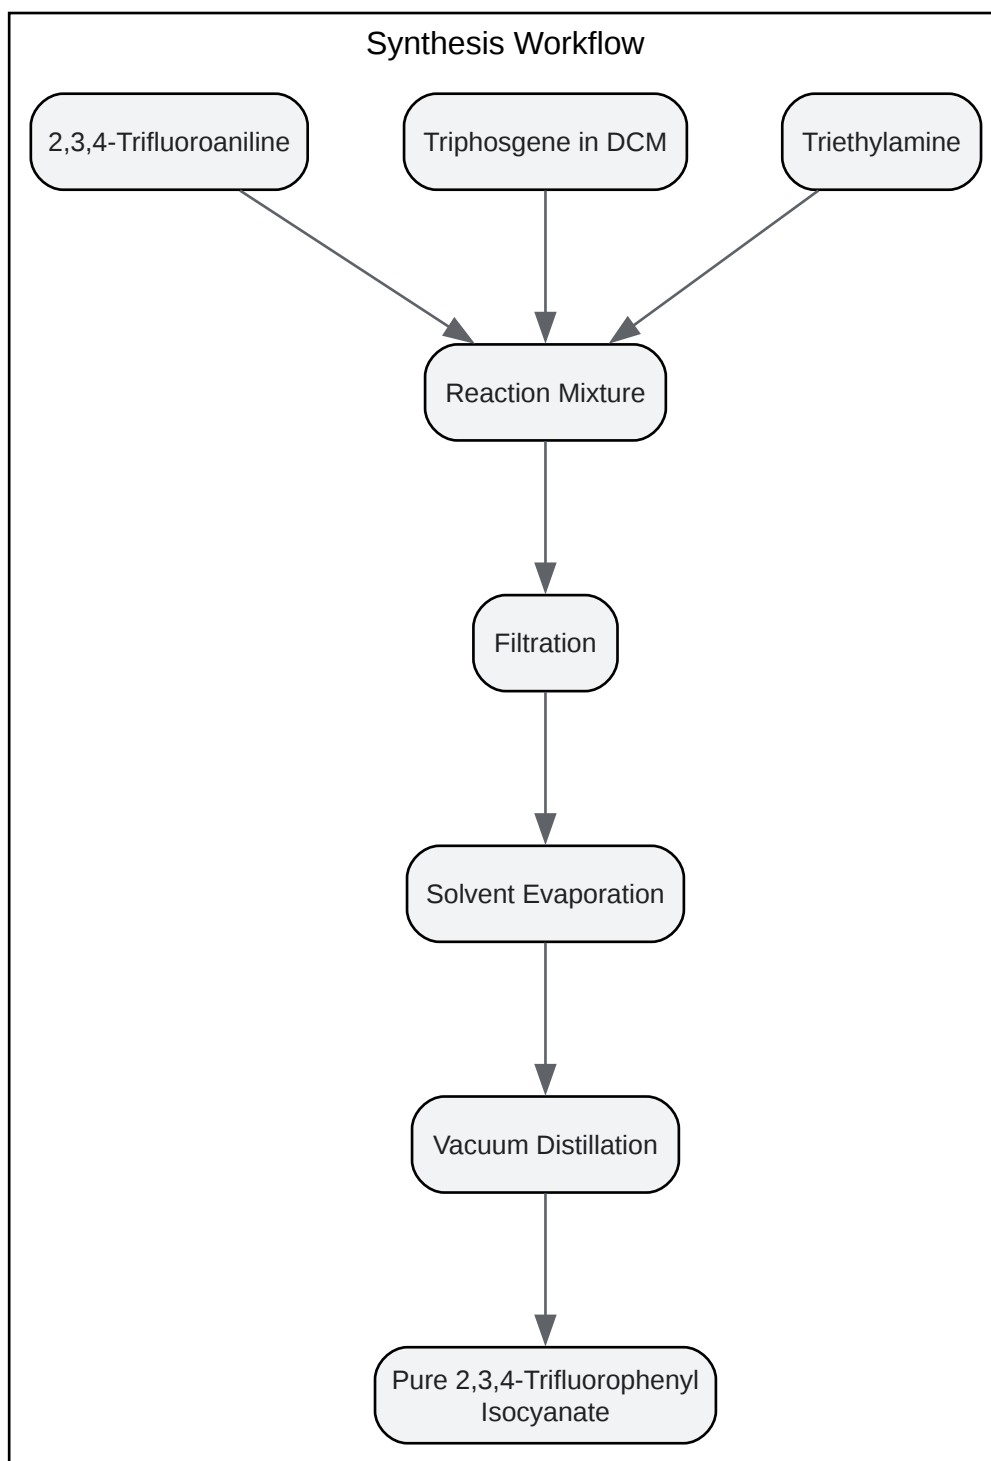 Synthesis Workflow
2,3,4-Trifluoroaniline
Triphosgene in DCM
Triethylamine
Reaction Mixture
Filtration
Solvent Evaporation
Vacuum Distillation
Pure 2,3,4-Trifluorophenyl
Isocyanate